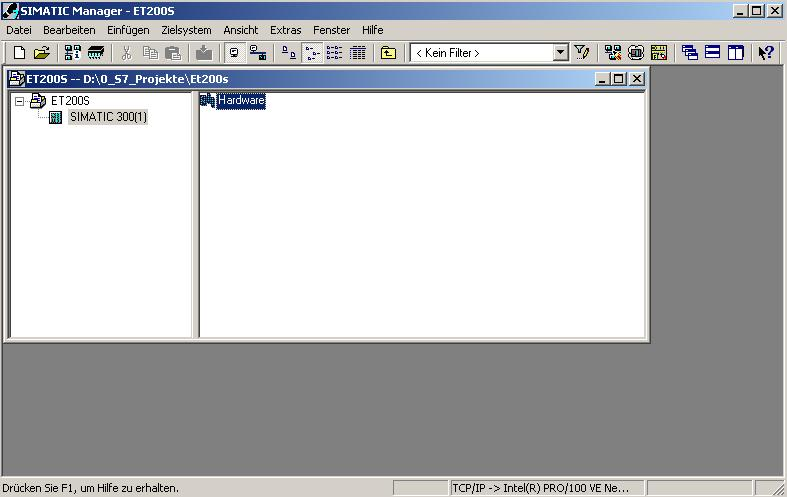 SIMATIC Manager - ET200S
Datei Bearbeiten Einfügen Zielsystem Ansicht Extras Fenster Hilfe
< Kein Filter >
ET200S -- D:\0_S7_Projekte\Et200s
ET200S
SIMATIC 300(1)
Hardware
Drücken Sie F1, um Hilfe zu erhalten.
TCP/IP -> Intel(R) PRO/100 VE Ne...